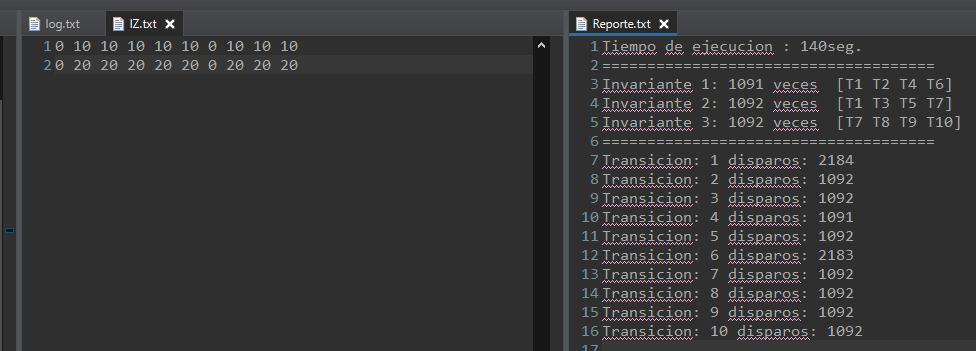 log.txt IZ.txt
1 0 10 10 10 10 10 0 10 10 10
2 0 20 20 20 20 20 0 20 20 20
Reporte.txt
1 Tiempo de ejecucion : 140seg.
2 =====================================
3 Invariante 1: 1091 veces  [T1 T2 T4 T6]
4 Invariante 2: 1092 veces  [T1 T3 T5 T7]
5 Invariante 3: 1092 veces  [T7 T8 T9 T10]
6 =====================================
7 Transicion: 1 disparos: 2184
8 Transicion: 2 disparos: 1092
9 Transicion: 3 disparos: 1092
10 Transicion: 4 disparos: 1091
11 Transicion: 5 disparos: 1092
12 Transicion: 6 disparos: 2183
13 Transicion: 7 disparos: 1092
14 Transicion: 8 disparos: 1092
15 Transicion: 9 disparos: 1092
16 Transicion: 10 disparos: 1092
17